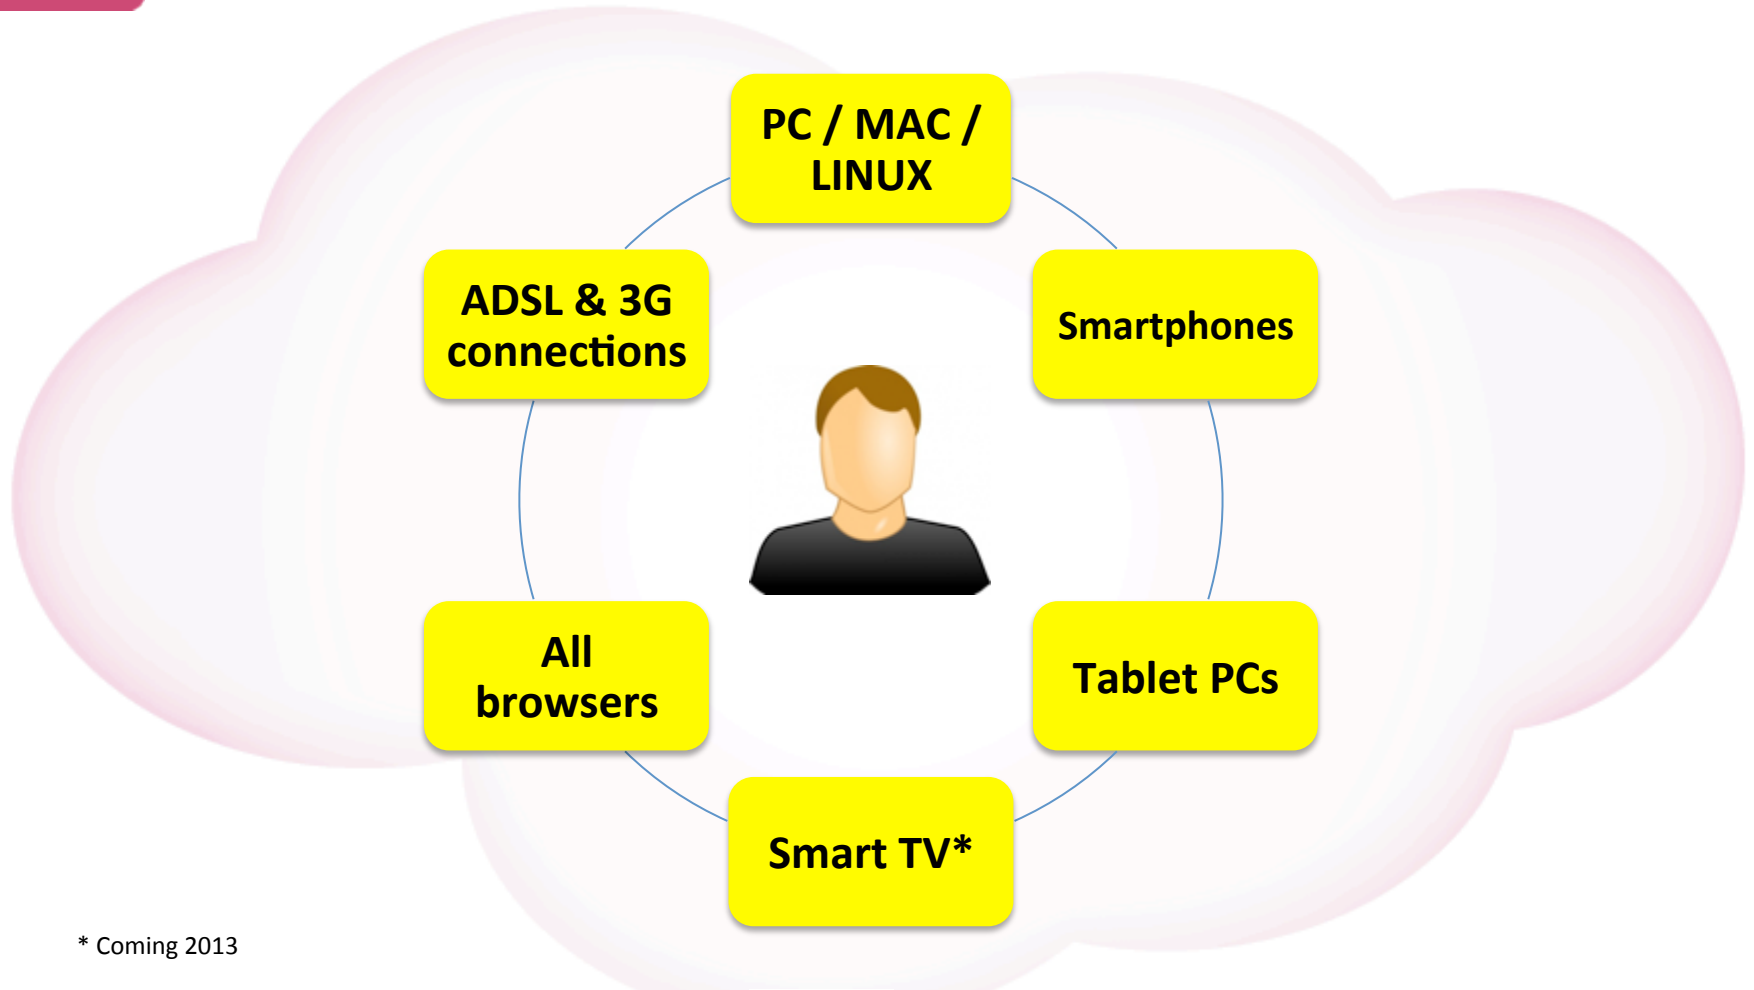 PC / MAC /
LINUX
Smartphones
Tablet PCs
Smart TV*
All
browsers
ADSL & 3G
connections
* Coming 2013